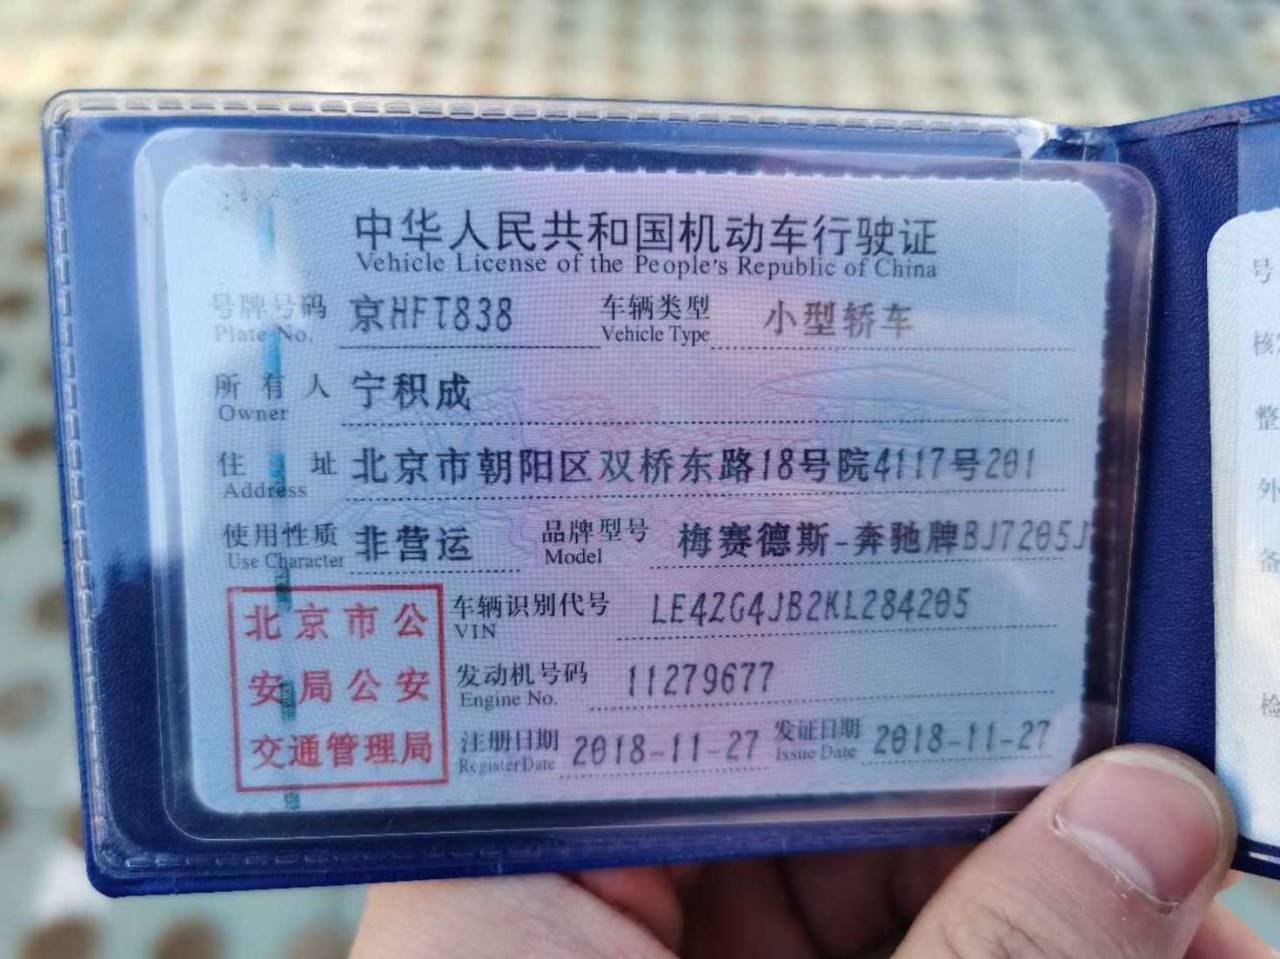 中华人民共和国机动车行驶证
Vehicle License of the People's Republic of China
号牌号码 京HFT838 车辆类型 小型轿车
Plate No. Vehicle Type
所有人 宁积成
Owner
住址 北京市朝阳区双桥东路18号院4117号201
Address
使用性质 非营运 品牌型号 梅赛德斯-奔驰牌BJ7205J
Use Character Model
北京市公
安局公安
交通管理局
车辆识别代号 LE4ZG4JB2KL284205
VIN
发动机号码 11279677
Engine No.
注册日期 2018-11-27 发证日期 2018-11-27
Register Date Issue Date
号
核
整
外
备
检